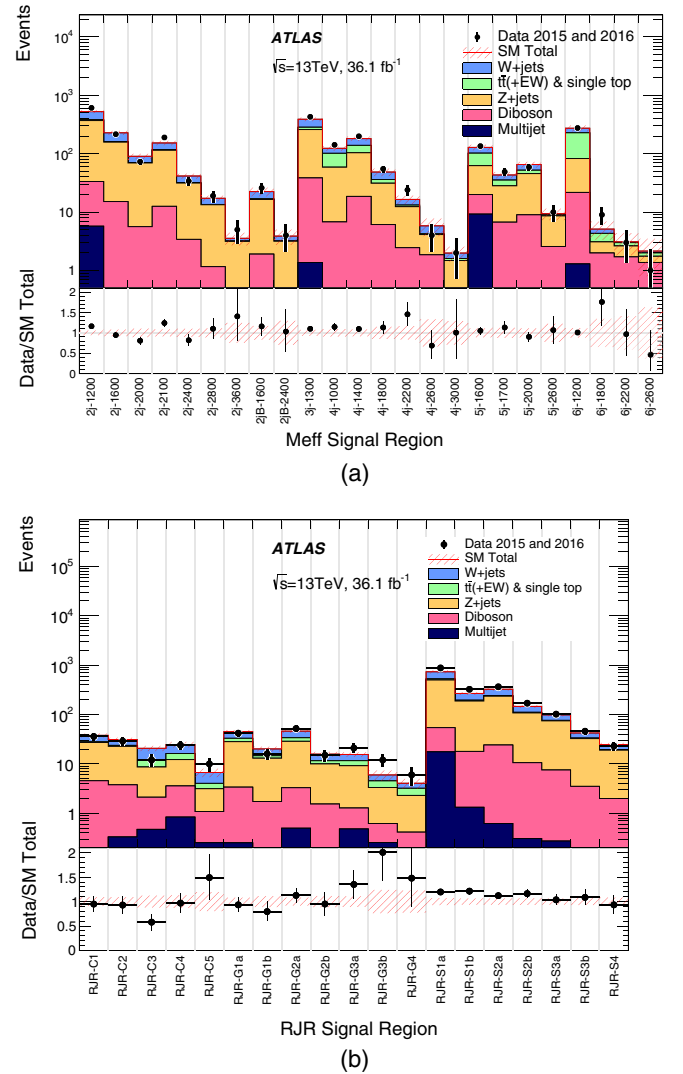 Events
10⁴
10³
10²
10
1
ATLAS
√s=13TeV, 36.1 fb⁻¹
Data 2015 and 2016
SM Total
W+jets
tt̄(+EW) & single top
Z+jets
Diboson
Multijet
Data/SM Total
2
1.5
1
0.5
0
2j-1200
2j-1600
2j-2000
2j-2100
2j-2400
2j-2800
2j-3600
2jB-1600
2jB-2400
3j-1300
4j-1000
4j-1400
4j-1800
4j-2200
4j-2600
4j-3000
5j-1600
5j-1700
5j-2000
5j-2600
6j-1200
6j-1800
6j-2200
6j-2600
Meff Signal Region
(a)
Events
10⁵
10⁴
10³
10²
10
1
ATLAS
√s=13TeV, 36.1 fb⁻¹
Data 2015 and 2016
SM Total
W+jets
tt̄(+EW) & single top
Z+jets
Diboson
Multijet
Data/SM Total
2
1.5
1
0.5
0
RJR-C1
RJR-C2
RJR-C3
RJR-C4
RJR-C5
RJR-G1a
RJR-G1b
RJR-G2a
RJR-G2b
RJR-G3a
RJR-G3b
RJR-G4
RJR-S1a
RJR-S1b
RJR-S2a
RJR-S2b
RJR-S3a
RJR-S3b
RJR-S4
RJR Signal Region
(b)